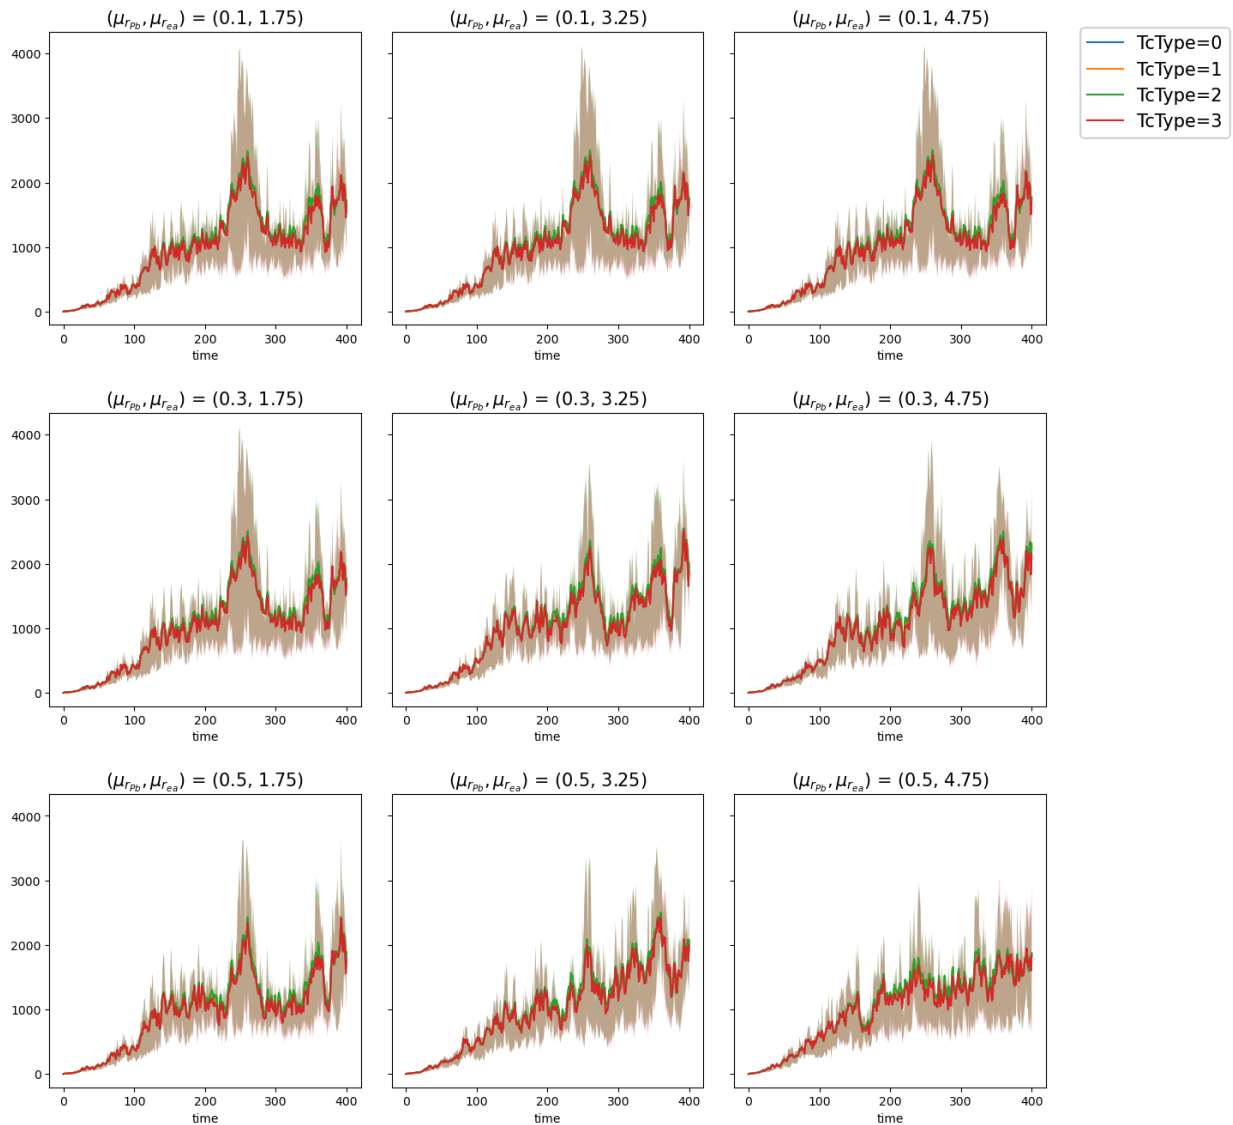 (μ_{r_{Pb}}, μ_{r_{ea}}) = (0.1, 1.75)
(μ_{r_{Pb}}, μ_{r_{ea}}) = (0.1, 3.25)
(μ_{r_{Pb}}, μ_{r_{ea}}) = (0.1, 4.75)
TcType=0
TcType=1
TcType=2
TcType=3
4000
3000
2000
1000
0
0 100 200 300 400
0 100 200 300 400
0 100 200 300 400
time
time
time
(μ_{r_{Pb}}, μ_{r_{ea}}) = (0.3, 1.75)
(μ_{r_{Pb}}, μ_{r_{ea}}) = (0.3, 3.25)
(μ_{r_{Pb}}, μ_{r_{ea}}) = (0.3, 4.75)
4000
3000
2000
1000
0
0 100 200 300 400
0 100 200 300 400
0 100 200 300 400
time
time
time
(μ_{r_{Pb}}, μ_{r_{ea}}) = (0.5, 1.75)
(μ_{r_{Pb}}, μ_{r_{ea}}) = (0.5, 3.25)
(μ_{r_{Pb}}, μ_{r_{ea}}) = (0.5, 4.75)
4000
3000
2000
1000
0
0 100 200 300 400
0 100 200 300 400
0 100 200 300 400
time
time
time